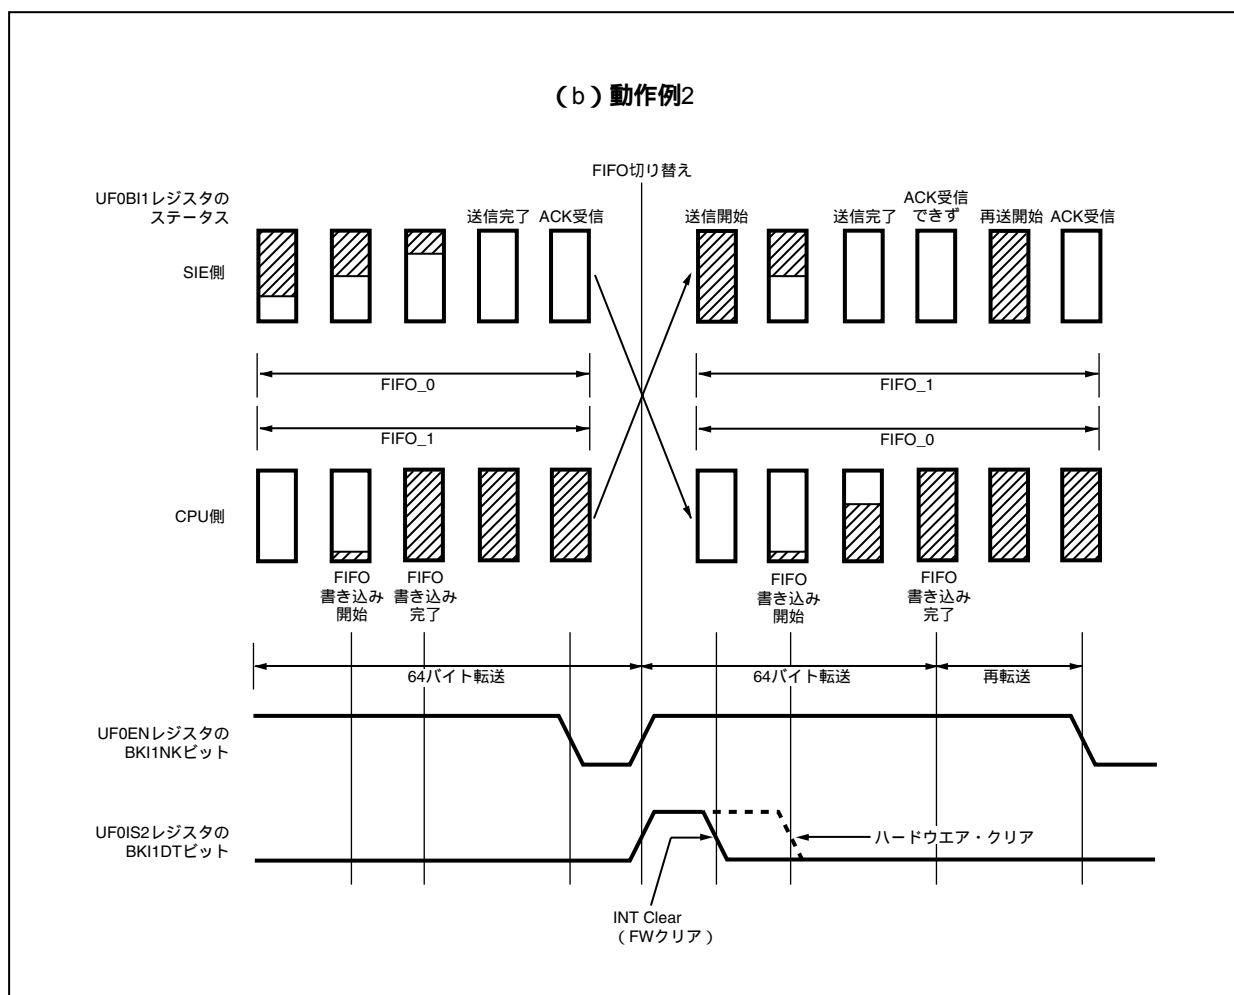 (b)動作例2
FIFO切り替え
UF0BI1レジスタの
ステータス
送信完了
ACK受信
送信開始
送信完了
ACK受信
できず
再送開始
ACK受信
SIE側
FIFO_0
FIFO_1
FIFO_1
FIFO_0
CPU側
FIFO
書き込み
開始
FIFO
書き込み
完了
FIFO
書き込み
開始
FIFO
書き込み
完了
64バイト転送
64バイト転送
再転送
UF0ENレジスタの
BKI1NKビット
UF0IS2レジスタの
BKI1DTビット
ハードウエア・クリア
INT Clear
(FWクリア)